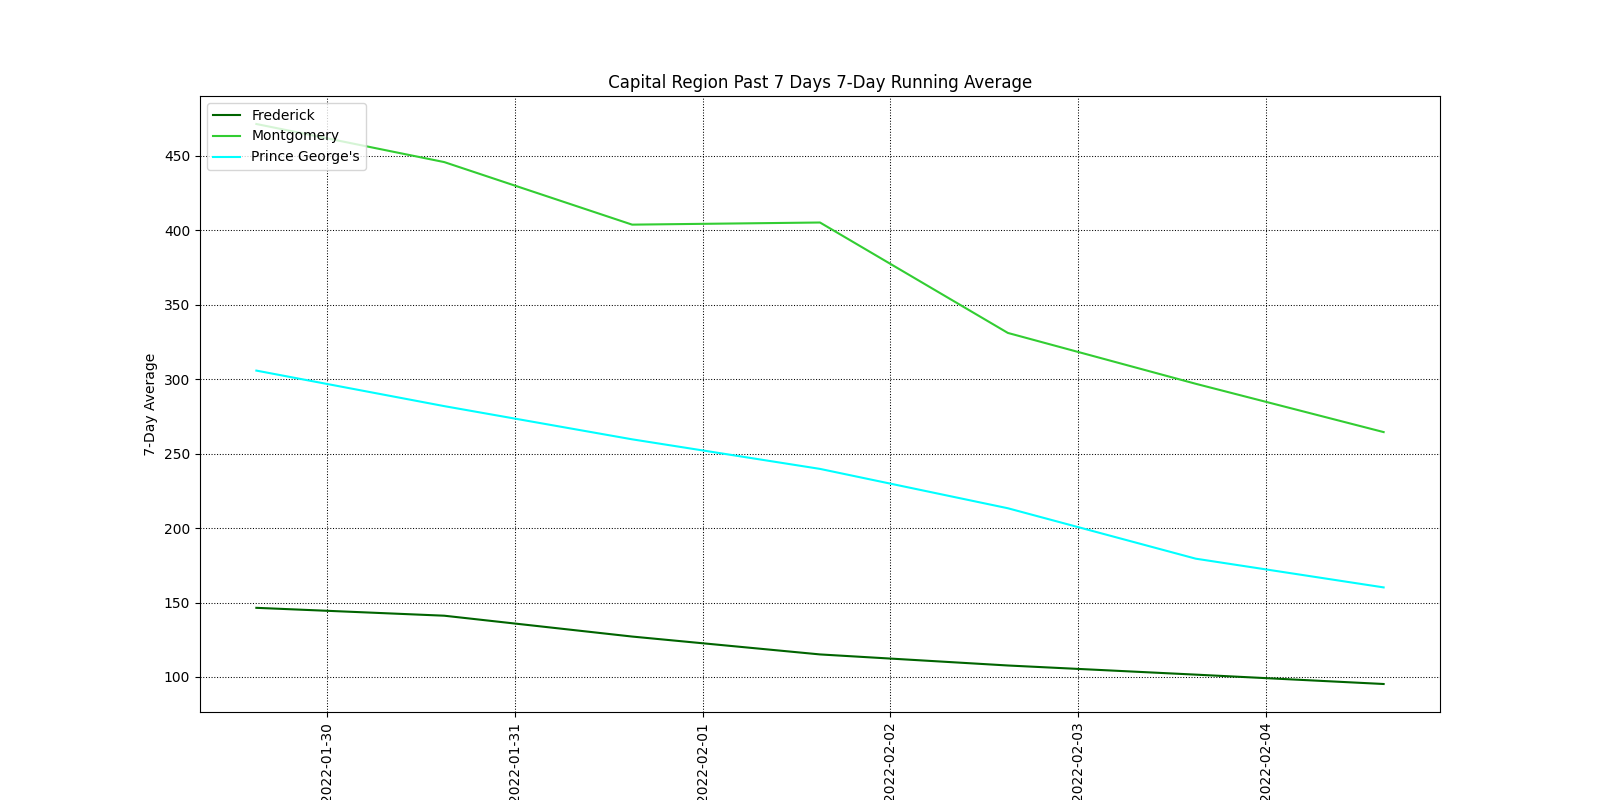 Capital Region Past 7 Days 7-Day Running Average
Frederick
Montgomery
Prince George's
7-Day Average
450
400
350
300
250
200
150
100
2022-01-30
2022-01-31
2022-02-01
2022-02-02
2022-02-03
2022-02-04